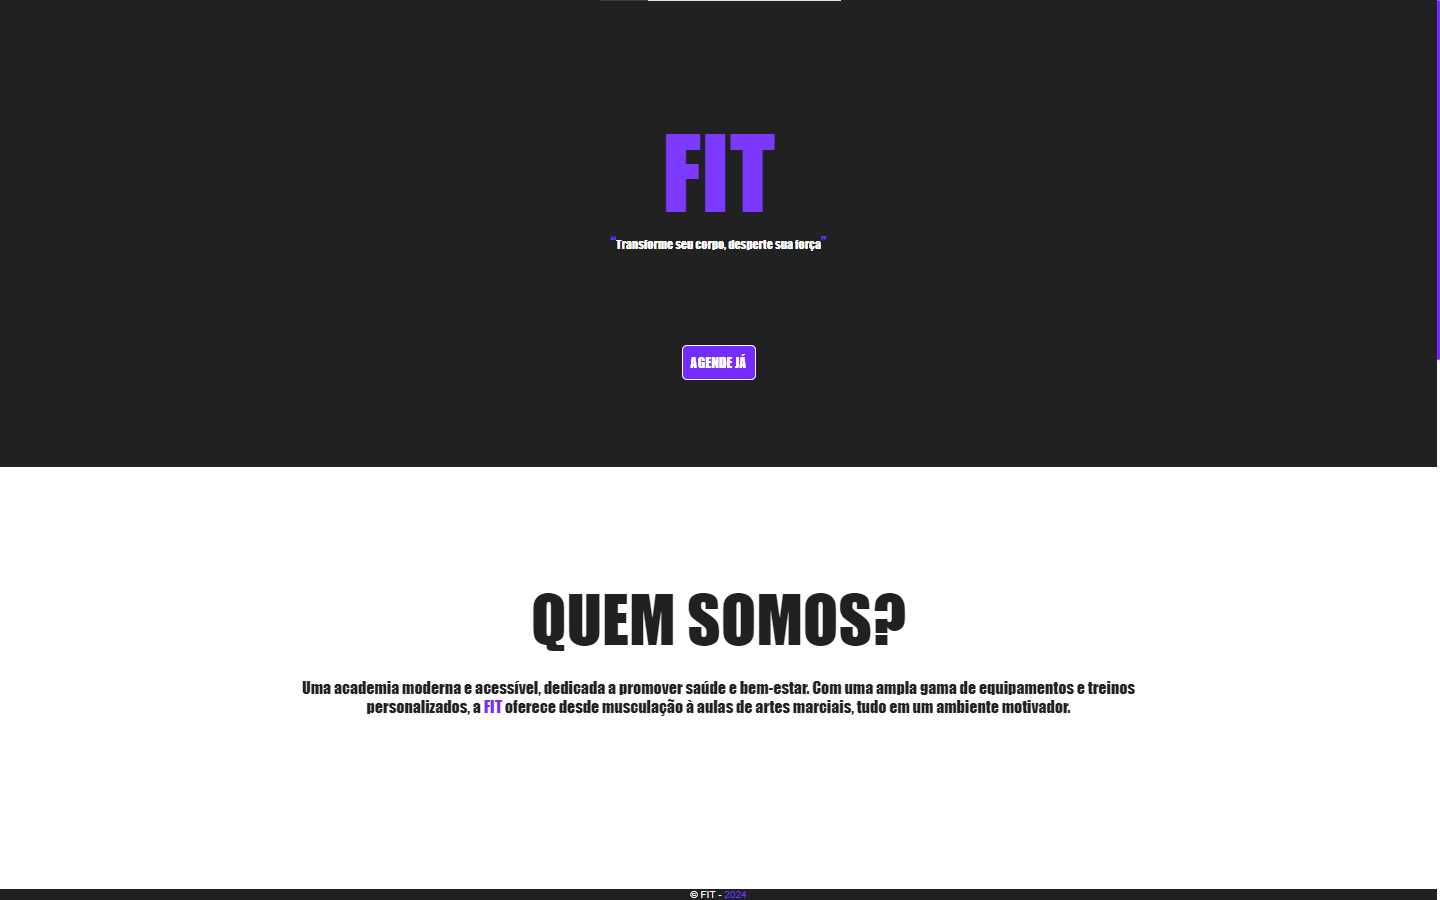 FIT
“Transforme seu corpo, desperte sua força”
AGENDE JÁ
QUEM SOMOS?
Uma academia moderna e acessível, dedicada a promover saúde e bem-estar. Com uma ampla gama de equipamentos e treinos
personalizados, a FIT oferece desde musculação à aulas de artes marciais, tudo em um ambiente motivador.
© FIT - 2024